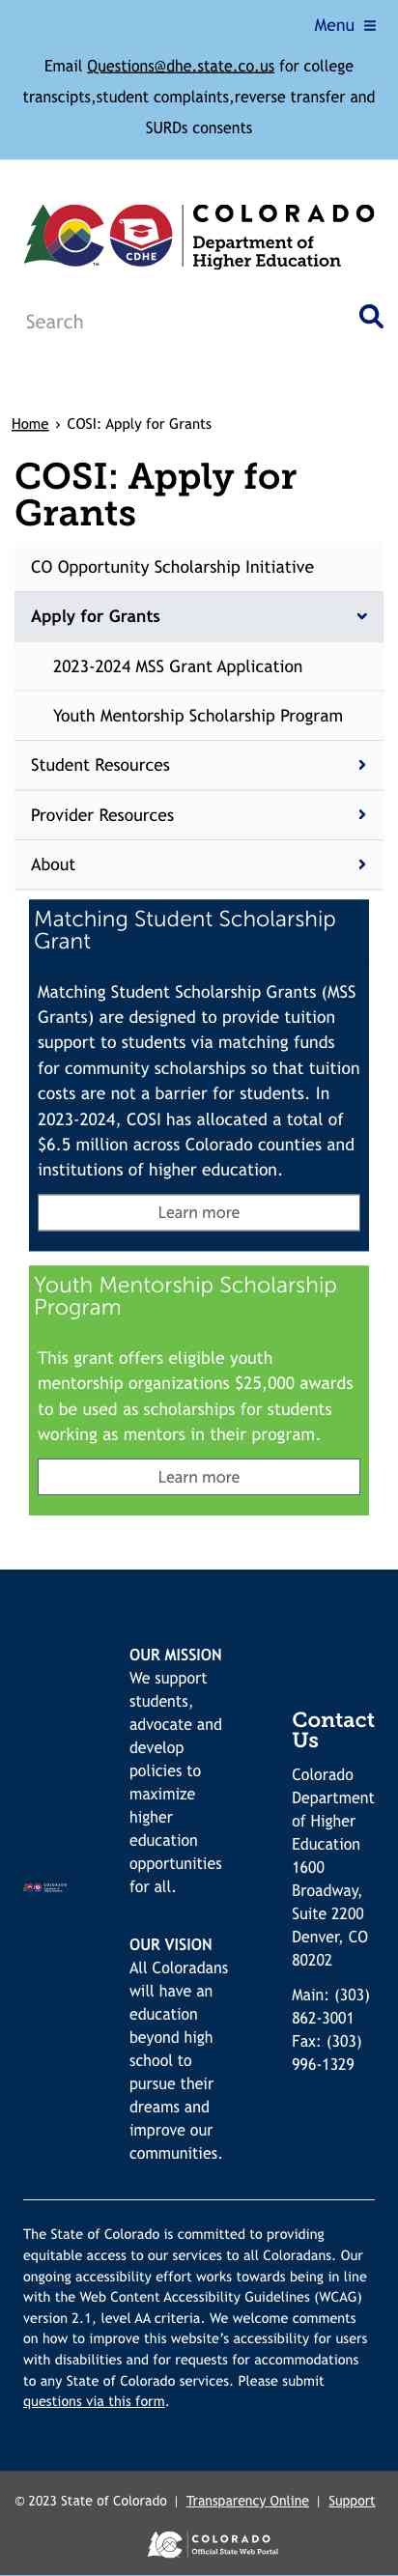 Menu
Email Questions@dhe.state.co.us for college
transcipts,student complaints,reverse transfer and
SURDs consents
COLORADO
Department of
Higher Education
CDHE
TM
Search
Home › COSI: Apply for Grants
COSI: Apply for
Grants
CO Opportunity Scholarship Initiative
Apply for Grants
2023-2024 MSS Grant Application
Youth Mentorship Scholarship Program
Student Resources
Provider Resources
About
Matching Student Scholarship
Grant
Matching Student Scholarship Grants (MSS
Grants) are designed to provide tuition
support to students via matching funds
for community scholarships so that tuition
costs are not a barrier for students. In
2023-2024, COSI has allocated a total of
$6.5 million across Colorado counties and
institutions of higher education.
Learn more
Youth Mentorship Scholarship
Program
This grant offers eligible youth
mentorship organizations $25,000 awards
to be used as scholarships for students
working as mentors in their program.
Learn more
OUR MISSION
We support
students,
advocate and
develop
policies to
maximize
higher
education
opportunities
for all.
OUR VISION
All Coloradans
will have an
education
beyond high
school to
pursue their
dreams and
improve our
communities.
Contact
Us
Colorado
Department
of Higher
Education
1600
Broadway,
Suite 2200
Denver, CO
80202
Main: (303)
862-3001
Fax: (303)
996-1329
The State of Colorado is committed to providing
equitable access to our services to all Coloradans. Our
ongoing accessibility effort works towards being in line
with the Web Content Accessibility Guidelines (WCAG)
version 2.1, level AA criteria. We welcome comments
on how to improve this website’s accessibility for users
with disabilities and for requests for accommodations
to any State of Colorado services. Please submit
questions via this form.
© 2023 State of Colorado | Transparency Online | Support
COLORADO
Official State Web Portal